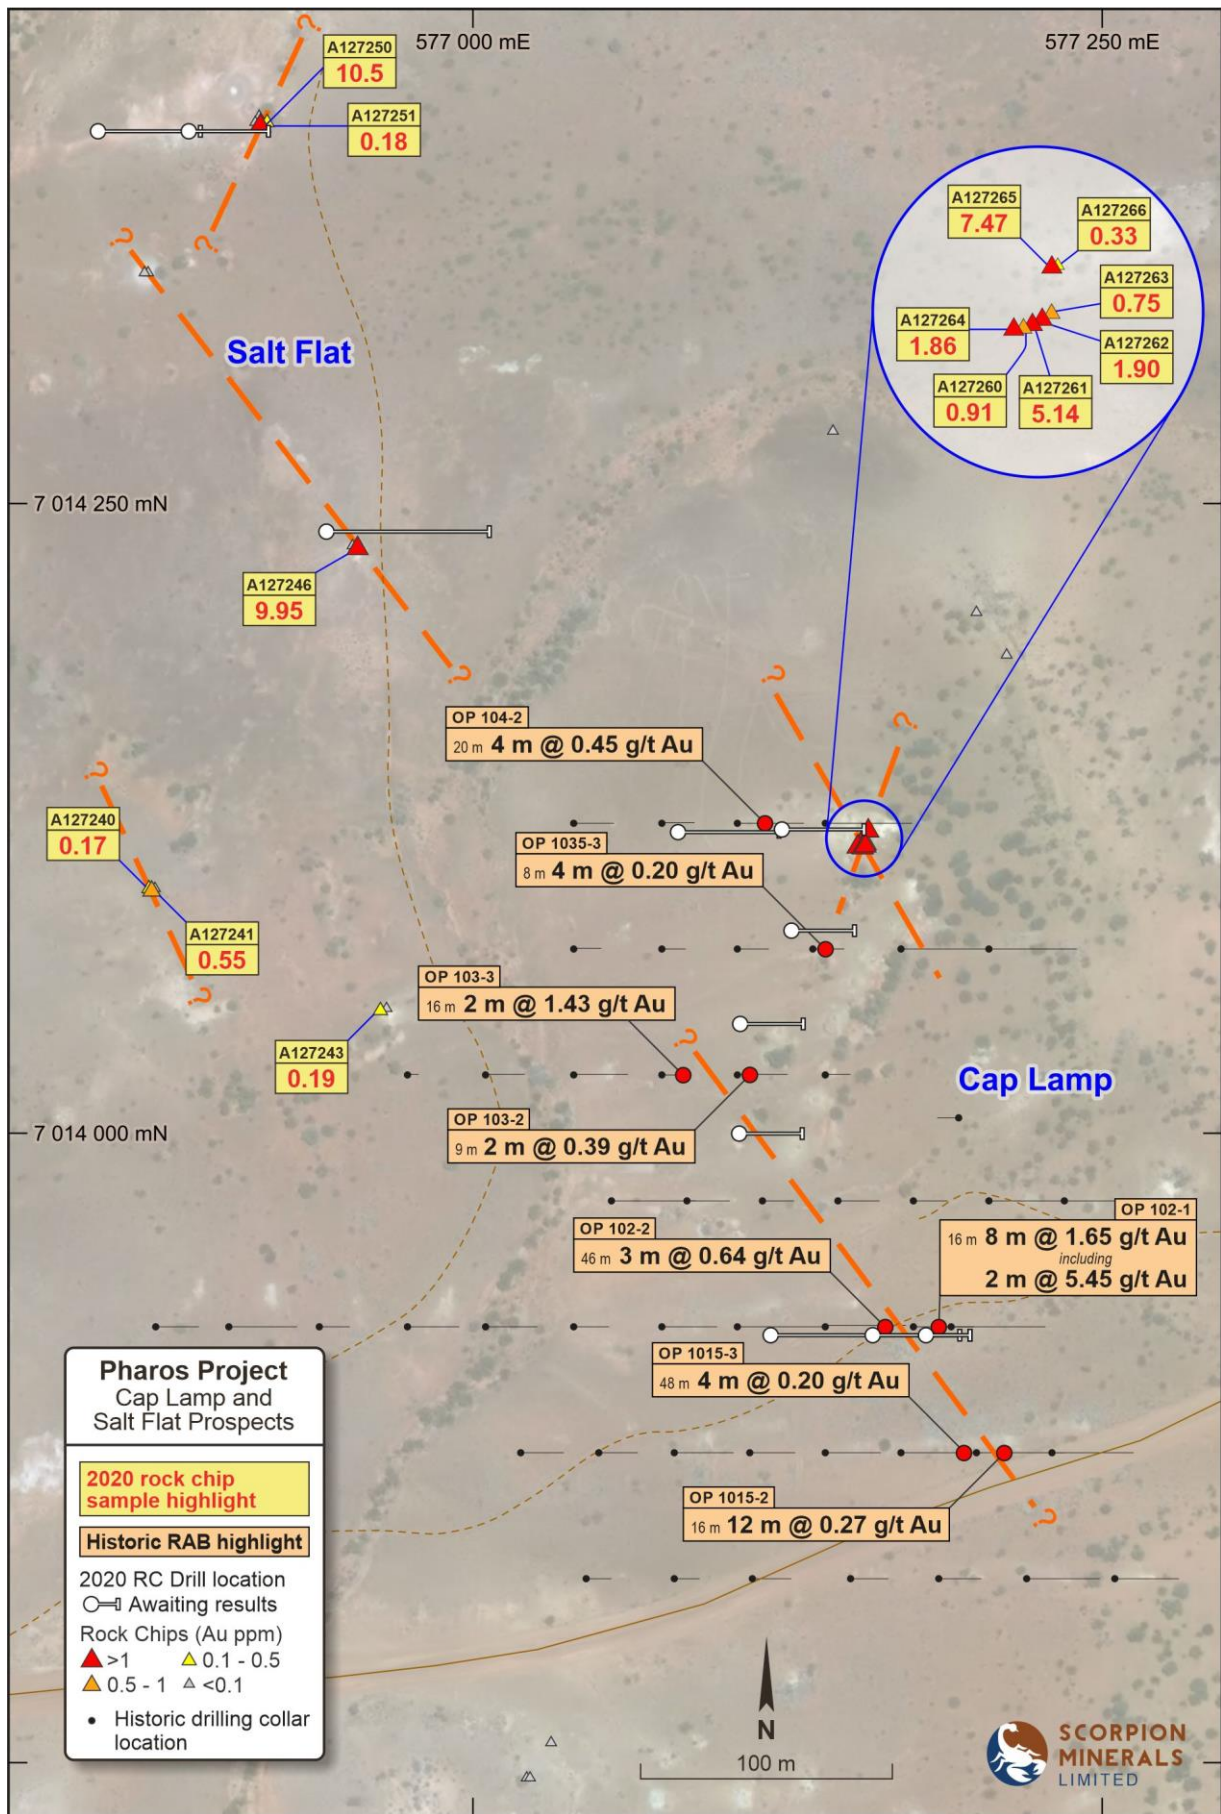 ?
577 000 mE
577 250 mE
A127250
10.5
A127251
0.18
?
?
A127265
7.47
A127266
0.33
A127263
0.75
A127264
1.86
A127262
1.90
A127260
0.91
A127261
5.14
Salt Flat
7 014 250 mN
A127246
9.95
?
?
?
OP 104-2
20 m 4 m @ 0.45 g/t Au
?
A127240
0.17
OP 1035-3
8 m 4 m @ 0.20 g/t Au
A127241
0.55
?
OP 103-3
16 m 2 m @ 1.43 g/t Au
?
A127243
0.19
Cap Lamp
7 014 000 mN
OP 103-2
9 m 2 m @ 0.39 g/t Au
OP 102-2
46 m 3 m @ 0.64 g/t Au
OP 102-1
16 m 8 m @ 1.65 g/t Au
including
2 m @ 5.45 g/t Au
OP 1015-3
48 m 4 m @ 0.20 g/t Au
OP 1015-2
16 m 12 m @ 0.27 g/t Au
?
Pharos Project
Cap Lamp and
Salt Flat Prospects
2020 rock chip
sample highlight
Historic RAB highlight
2020 RC Drill location
Awaiting results
Rock Chips (Au ppm)
>1
0.1 - 0.5
0.5 - 1
<0.1
Historic drilling collar
location
N
100 m
SCORPION
MINERALS
LIMITED